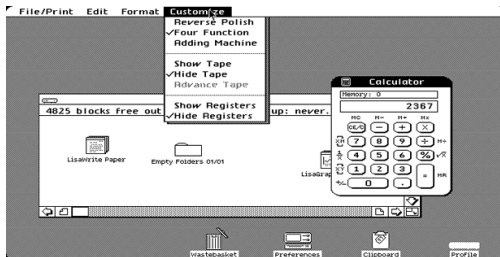 File/Print Edit Format Customize
Reverse Polish
✓Four Function
Adding Machine
Show Tape
✓Hide Tape
Advance Tape
Show Registers
✓Hide Registers
4825 blocks free out
up: never.
LisaWrite Paper
Empty Folders 01/01
LisaGrap
Calculator
Memory: 0
2367
MC M- M+ Mx
CE/C - + X
7 8 9 ÷ M÷
4 5 6 %
1 2 3 = MR
+/- 0 .
Wastebasket
Preferences
Clipboard
ProFile